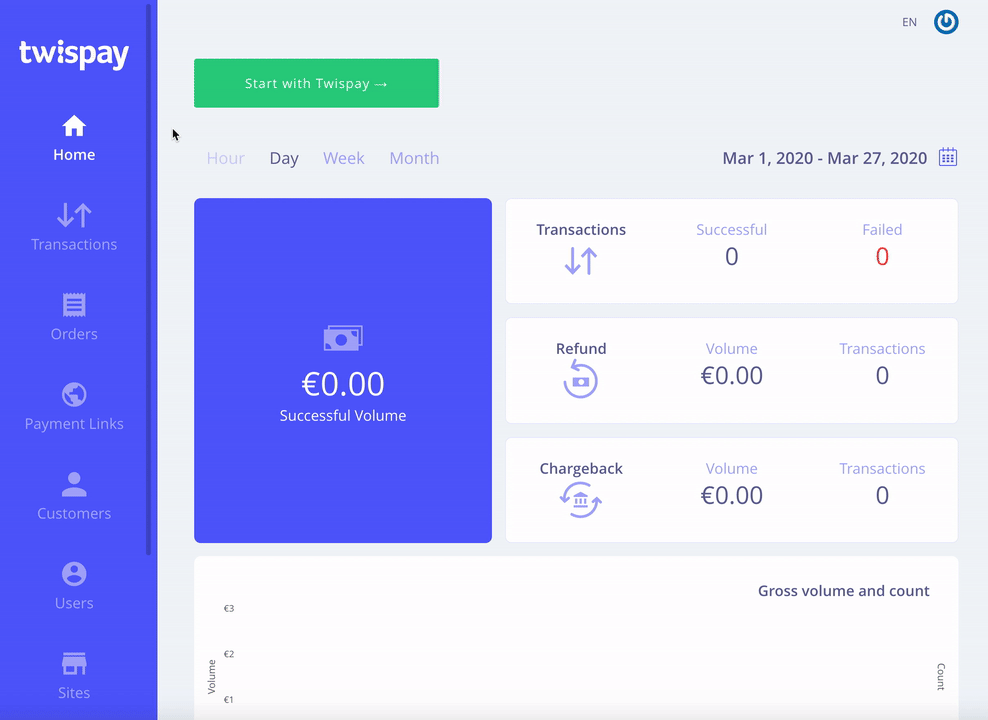 twispay
Home
Transactions
Orders
Payment Links
Customers
Users
Sites
EN
Start with Twispay →
Hour Day Week Month
Mar 1, 2020 - Mar 27, 2020
€0.00
Successful Volume
Transactions Successful Failed
0 0
Refund Volume Transactions
€0.00 0
Chargeback Volume Transactions
€0.00 0
Gross volume and count
€3
€2
€1
Volume
Count